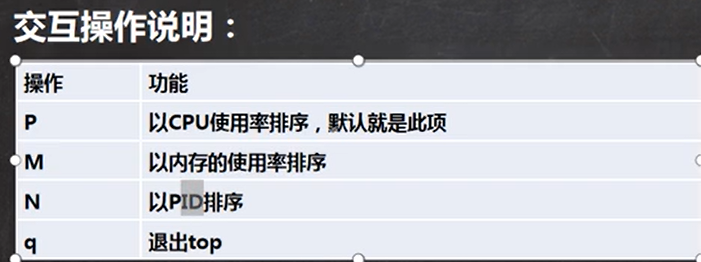 交互操作说明：
操作 功能
P 以CPU使用率排序，默认就是此项
M 以内存的使用率排序
N 以PID排序
q 退出top